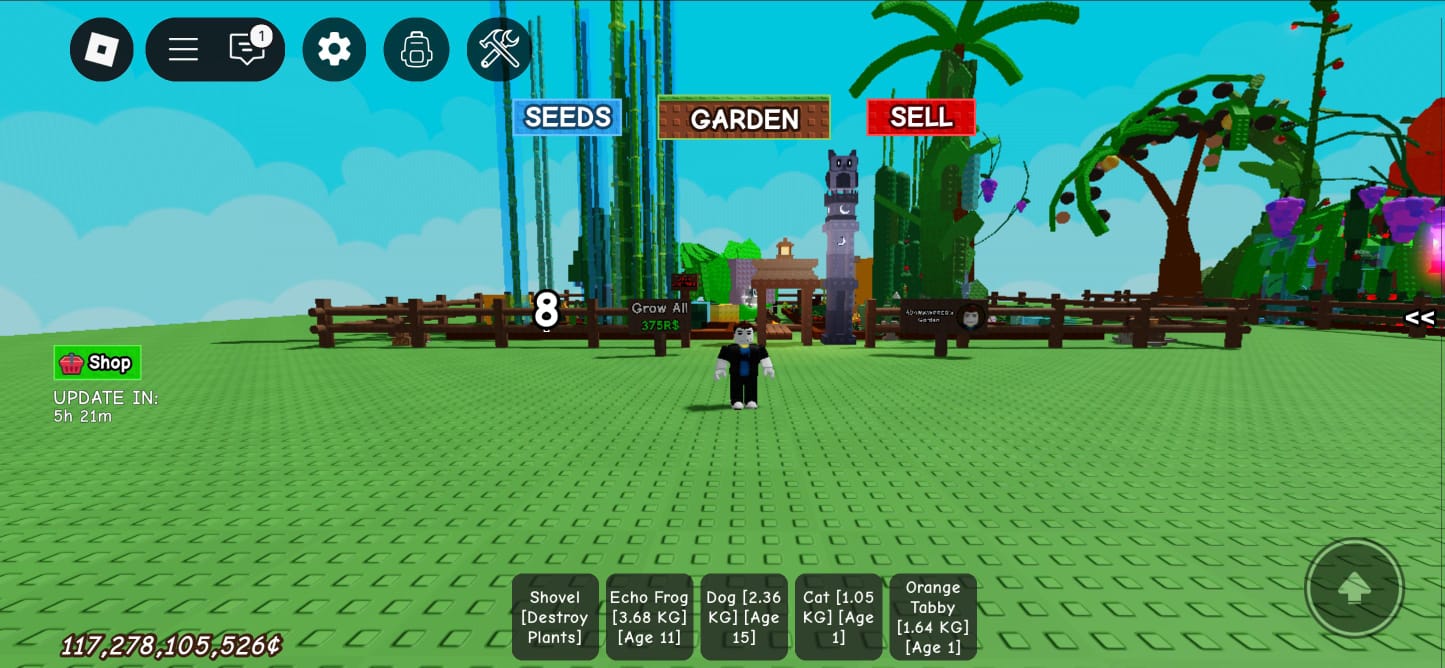 1
SEEDS
GARDEN
SELL
8
Grow All
375R$
Garden
<<
Shop
UPDATE IN:
5h 21m
Shovel
[Destroy
Plants]
Echo Frog
[3.68 KG]
[Age 11]
Dog [2.36
KG] [Age
15]
Cat [1.05
KG] [Age
1]
Orange
Tabby
[1.64 KG]
[Age 1]
117,278,105,526¢